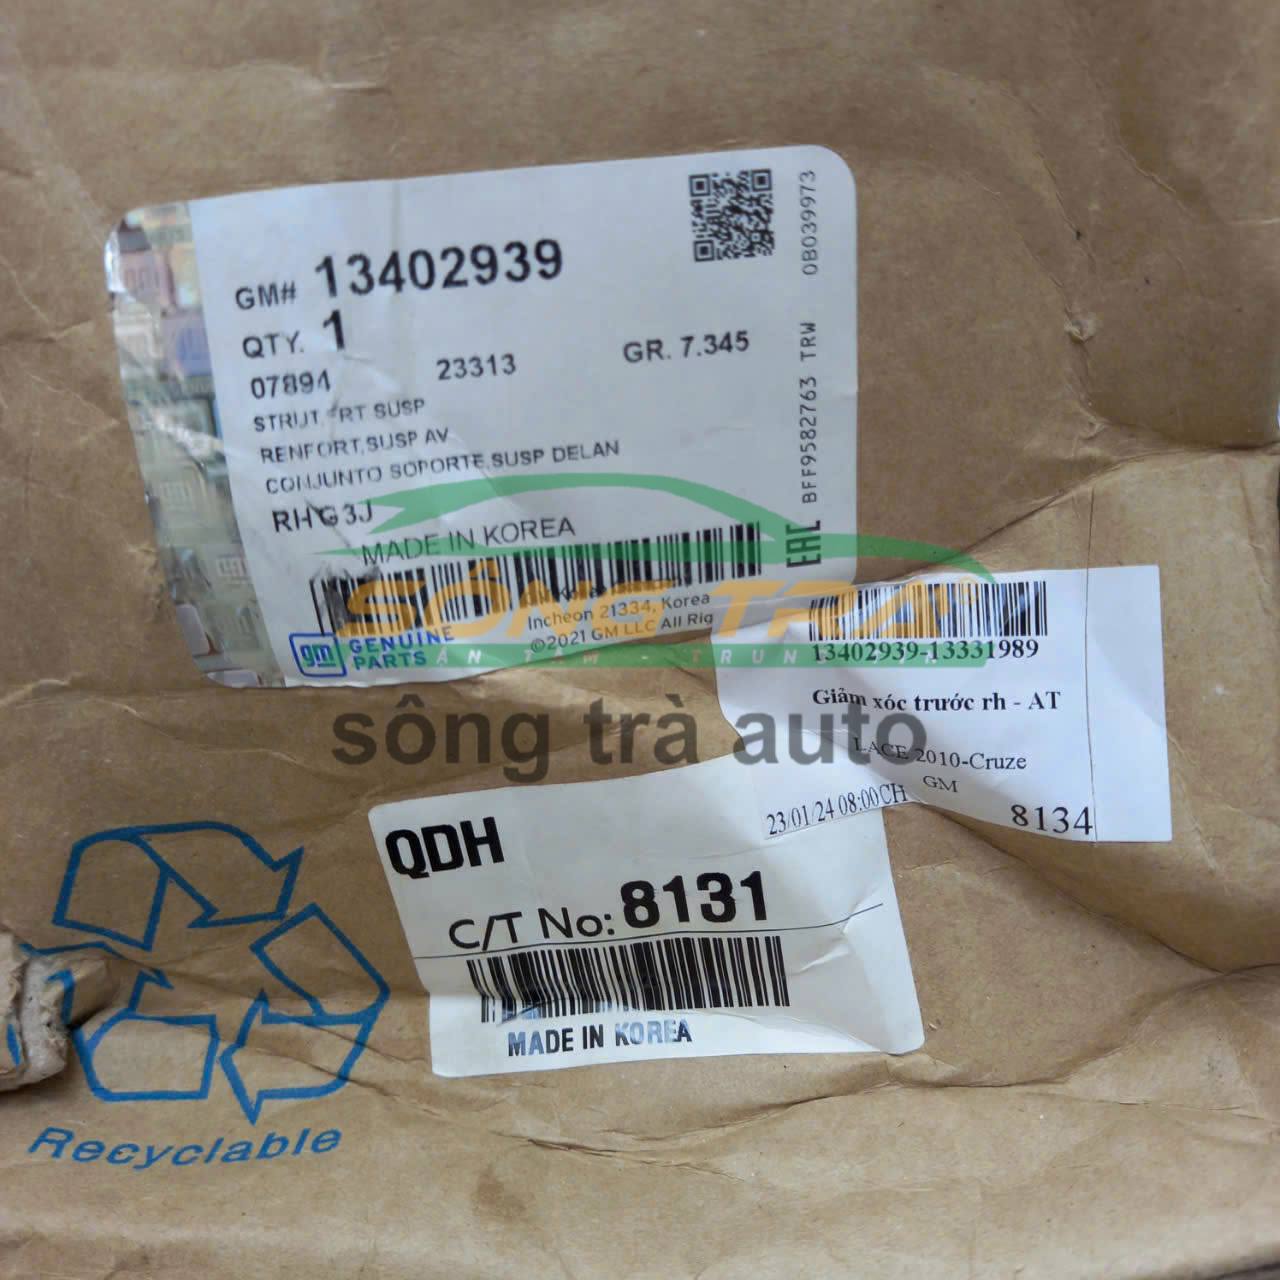 GM# 13402939
QTY. 1
07894 23313 GR. 7.345
STRUT, FRT SUSP
RENFORT,SUSP AV
CONJUNTO SOPORTE,SUSP DELAN
RH G3J
MADE IN KOREA
Incheon 21334, Korea
©2021 GM LLC All Rig
gm GENUINE
PARTS
BFF9582763 TRW 0B039973
EAC
SÔNG TRÀ®
sông trà auto
13402939-13331989
Giảm xóc trước rh - AT
LACE 2010-Cruze
GM
23/01/24 08:00CH
8134
QDH
C/T No: 8131
MADE IN KOREA
Recyclable